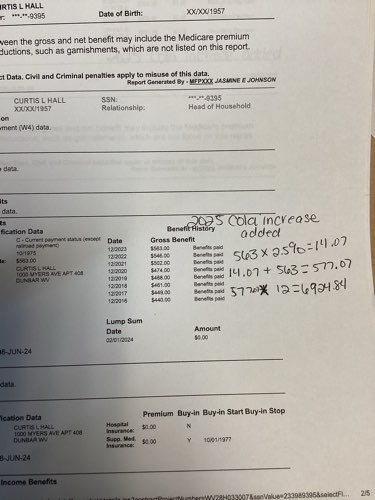 IRTIS L HALL
r: ***-**-9395 Date of Birth: XX/XX/1957
ween the gross and net benefit may include the Medicare premium
ductions, such as garnishments, which are not listed on this report.
ct Data. Civil and Criminal penalties apply to misuse of this data.
Report Generated By - MFPXXX JASMINE E JOHNSON
CURTIS L HALL SSN: ***-**-9395
XX/XX/1957 Relationship: Head of Household
on
yment (W4) data.
data.
its
data.
ts
fication Data Benefit History
2025 Cola increase
added
C - Current payment status (except
railroad payment)
10/1975
le: $563.00
CURTIS L HALL
1000 MYERS AVE APT 408
DUNBAR WV
Date Gross Benefit
12/2023 $563.00 Benefits paid
12/2022 $546.00 Benefits paid
12/2021 $502.00 Benefits paid
12/2020 $474.00 Benefits paid
12/2019 $468.00 Benefits paid
12/2018 $461.00 Benefits paid
12/2017 $449.00 Benefits paid
12/2016 $440.00 Benefits paid
563 x 2.5% = 14.07
14.07 + 563 = 577.07
577.07 x 12 = 6924.84
Lump Sum
Date Amount
02/01/2024 $0.00
6-JUN-24
data.
ication Data Premium Buy-in Buy-in Start Buy-in Stop
CURTIS L HALL
1000 MYERS AVE APT 408
DUNBAR WV
Hospital Insurance: $0.00 N
Supp. Med. Insurance: $0.00 Y 10/01/1977
6-JUN-24
Income Benefits
2/5